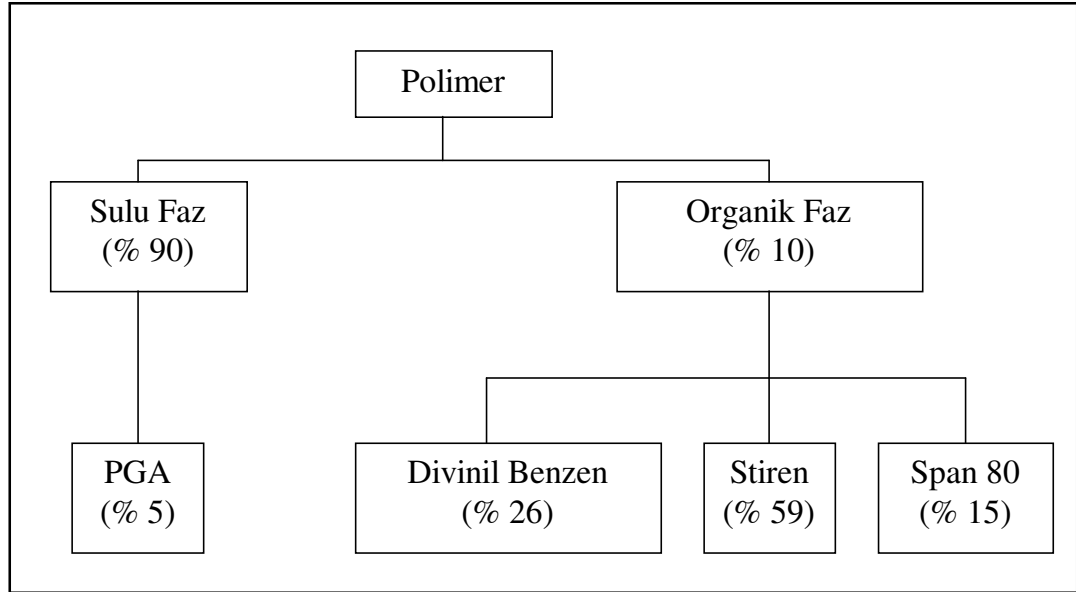 Polimer
Sulu Faz
(% 90)
Organik Faz
(% 10)
PGA
(% 5)
Divinil Benzen
(% 26)
Stiren
(% 59)
Span 80
(% 15)